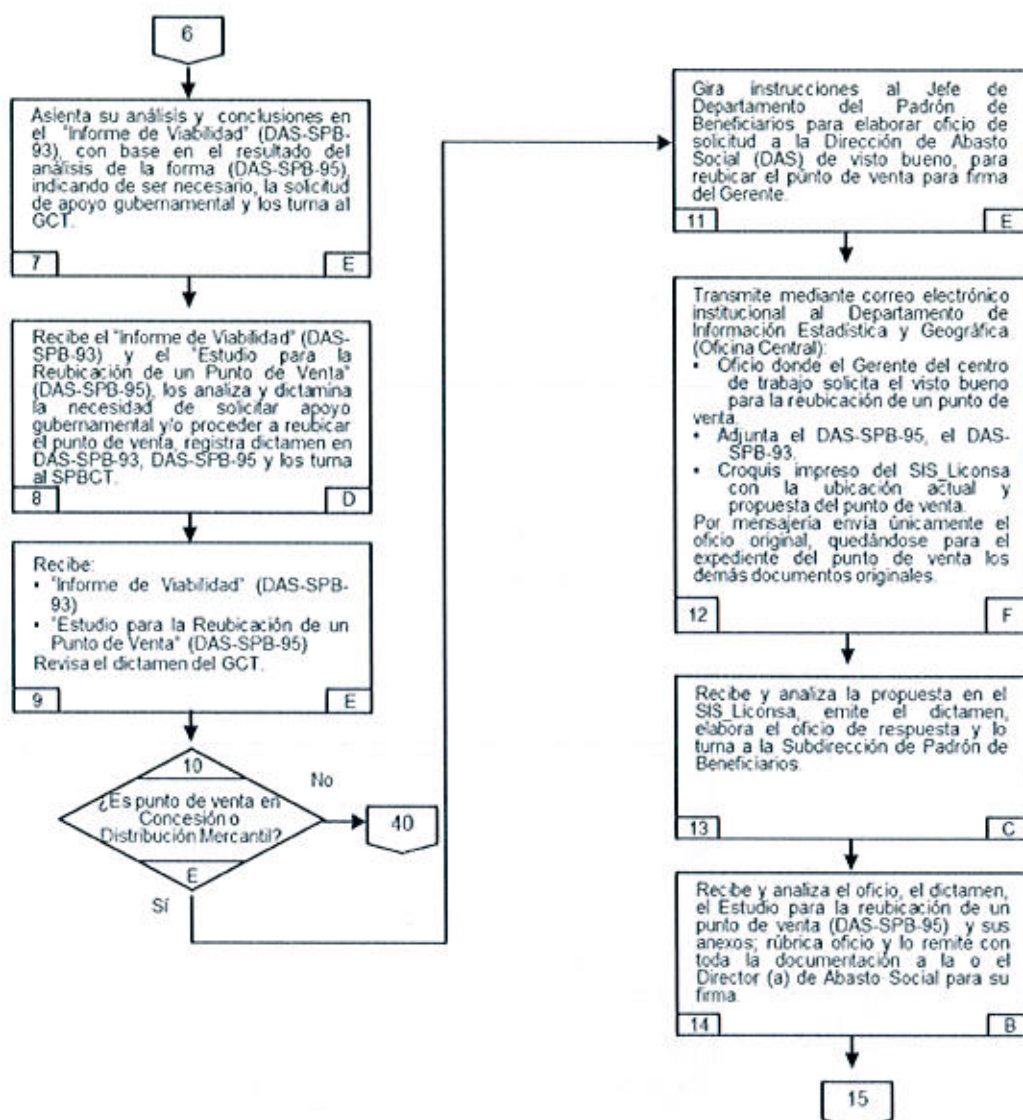 6
Asienta su análisis y conclusiones en
el "Informe de Viabilidad" (DAS-SPB-
93), con base en el resultado del
análisis de la forma (DAS-SPB-95),
indicando de ser necesario, la solicitud
de apoyo gubernamental y los turna al
GCT.
7
E
Recibe el "Informe de Viabilidad" (DAS-
SPB-93) y el "Estudio para la
Reubicación de un Punto de Venta"
(DAS-SPB-95), los analiza y dictamina
la necesidad de solicitar apoyo
gubernamental y/o proceder a reubicar
el punto de venta, registra dictamen en
DAS-SPB-93, DAS-SPB-95 y los turna
al SPBCT.
8
D
Recibe:
• "Informe de Viabilidad" (DAS-SPB-
93)
• "Estudio para la Reubicación de un
Punto de Venta" (DAS-SPB-95)
Revisa el dictamen del GCT.
9
E
10
¿Es punto de venta en
Concesión o
Distribución Mercantil?
E
No
40
Sí
Gira instrucciones al Jefe de
Departamento del Padrón de
Beneficiarios para elaborar oficio de
solicitud a la Dirección de Abasto
Social (DAS) de visto bueno, para
reubicar el punto de venta para firma
del Gerente.
11
E
Transmite mediante correo electrónico
institucional al Departamento de
Información Estadística y Geográfica
(Oficina Central):
• Oficio donde el Gerente del centro
de trabajo solicita el visto bueno
para la reubicación de un punto de
venta.
• Adjunta el DAS-SPB-95, el DAS-
SPB-93.
• Croquis impreso del SIS_Liconsa
con la ubicación actual y
propuesta del punto de venta.
Por mensajería envía únicamente el
oficio original, quedándose para el
expediente del punto de venta los
demás documentos originales.
12
F
Recibe y analiza la propuesta en el
SIS_Liconsa, emite el dictamen,
elabora el oficio de respuesta y lo
turna a la Subdirección de Padrón de
Beneficiarios.
13
C
Recibe y analiza el oficio, el dictamen,
el Estudio para la reubicación de un
punto de venta (DAS-SPB-95) y sus
anexos; rúbrica oficio y lo remite con
toda la documentación a la o el
Director (a) de Abasto Social para su
firma.
14
B
15